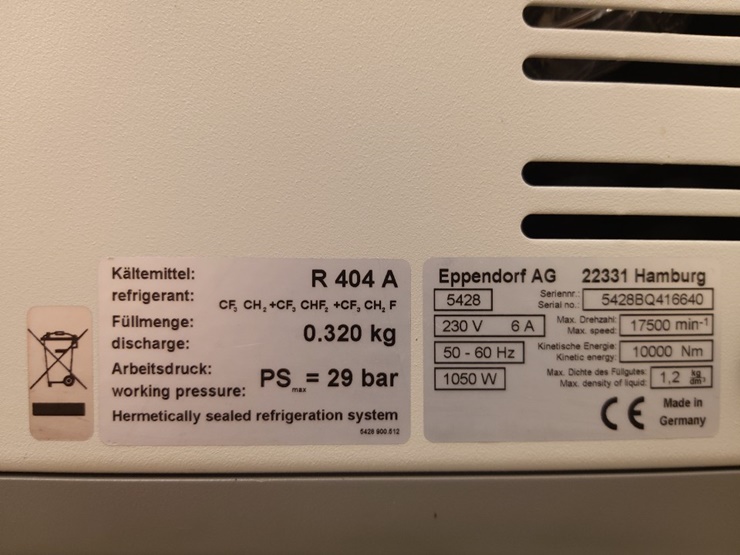 Kältemittel:
refrigerant:
R 404 A
CF₃ CH₃ +CF₃ CHF₂ +CF₃ CH₂ F
Füllmenge:
discharge:
0.320 kg
Arbeitsdruck:
working pressure:
PS max = 29 bar
Hermetically sealed refrigeration system
5428 900.512
Eppendorf AG 22331 Hamburg
5428
Seriennr.:
Serial no.:
5428BQ416640
230 V 6 A
Max. Drehzahl:
Max. speed:
17500 min-1
50 - 60 Hz
Kinetische Energie:
Kinetic energy:
10000 Nm
1050 W
Max. Dichte des Füllgutes:
Max. density of liquid:
1,2 kg/dm³
CE
Made in
Germany